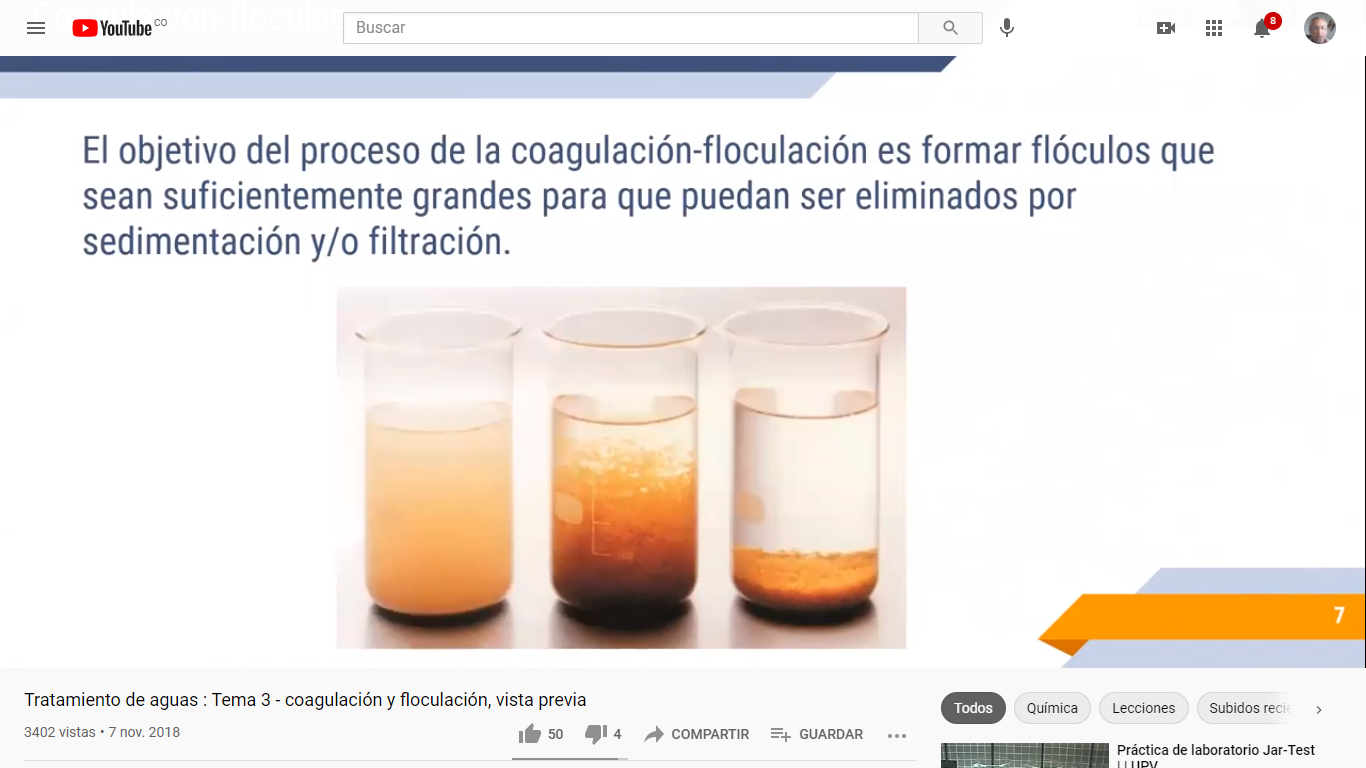 YouTube CO
Buscar
8
El objetivo del proceso de la coagulación-floculación es formar flóculos que
sean suficientemente grandes para que puedan ser eliminados por
sedimentación y/o filtración.
7
Tratamiento de aguas : Tema 3 - coagulación y floculación, vista previa
3402 vistas • 7 nov. 2018
50
4
COMPARTIR
GUARDAR
Todos
Química
Lecciones
Subidos
Práctica de laboratorio Jar-Test
UPV